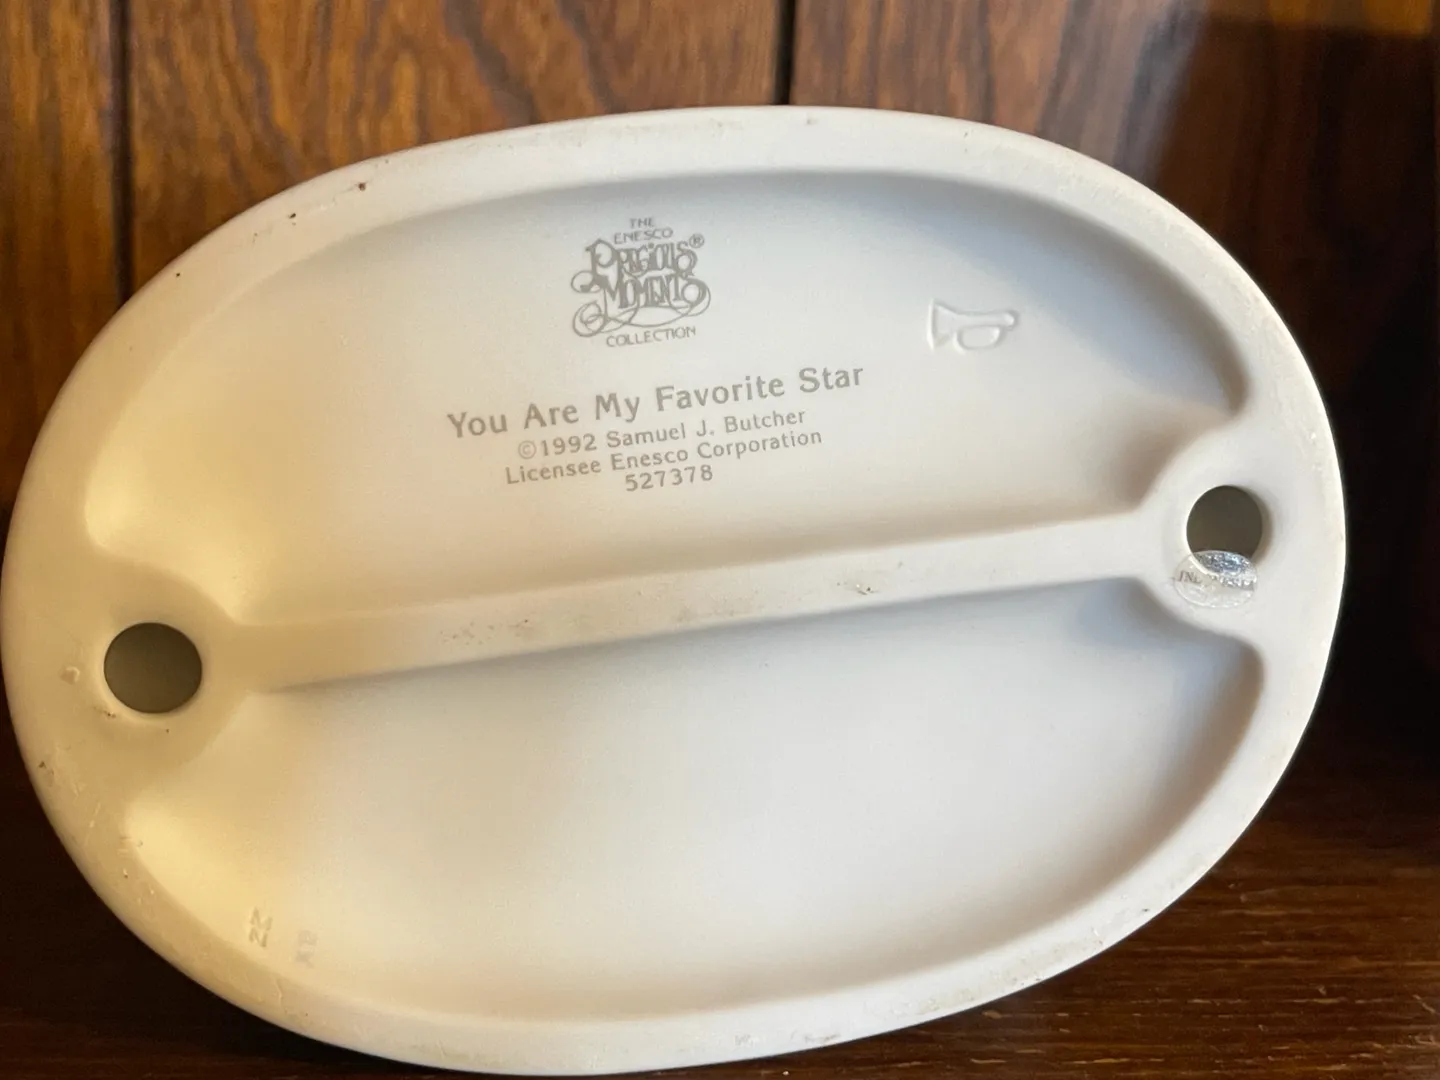 THE
ENESCO
PRECIOUS®
MOMENTS
COLLECTION
You Are My Favorite Star
©1992 Samuel J. Butcher
Licensee Enesco Corporation
527378